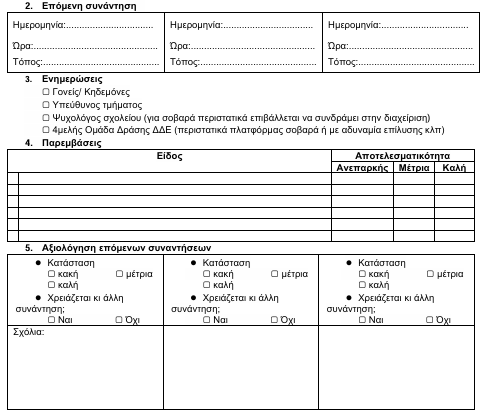 2. Επόμενη συνάντηση
Ημερομηνία:............................... Ημερομηνία:............................... Ημερομηνία:...............................
Ώρα:............................................ Ώρα:............................................ Ώρα:............................................
Τόπος:......................................... Τόπος:......................................... Τόπος:.........................................
3. Ενημερώσεις
☐ Γονείς/ Κηδεμόνες
☐ Υπεύθυνος τμήματος
☐ Ψυχολόγος σχολείου (για σοβαρά περιστατικά επιβάλλεται να συνδράμει στην διαχείριση)
☐ 4μελής Ομάδα Δράσης ΔΔΕ (περιστατικά πλατφόρμας σοβαρά ή με αδυναμία επίλυσης κλπ)
4. Παρεμβάσεις
Είδος Αποτελεσματικότητα
Ανεπαρκής Μέτρια Καλή
5. Αξιολόγηση επόμενων συναντήσεων
● Κατάσταση ● Κατάσταση ● Κατάσταση
☐ κακή ☐ μέτρια ☐ κακή ☐ μέτρια ☐ κακή ☐ μέτρια
☐ καλή ☐ καλή ☐ καλή
● Χρειάζεται κι άλλη ● Χρειάζεται κι άλλη ● Χρειάζεται κι άλλη
συνάντηση; συνάντηση; συνάντηση;
☐ Ναι ☐ Όχι ☐ Ναι ☐ Όχι ☐ Ναι ☐ Όχι
Σχόλια: